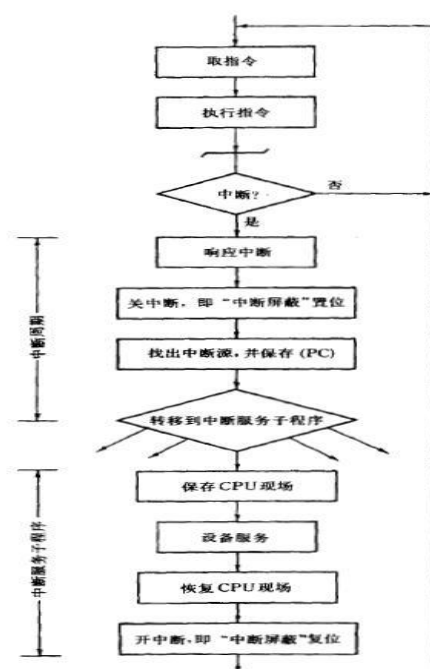 取指令
执行指令
中断?
否
是
响应中断
关中断，即“中断屏蔽”置位
找出中断源，并保存(PC)
转移到中断服务子程序
中断周期
保存CPU现场
设备服务
恢复CPU现场
开中断，即“中断屏蔽”复位
中断服务子程序